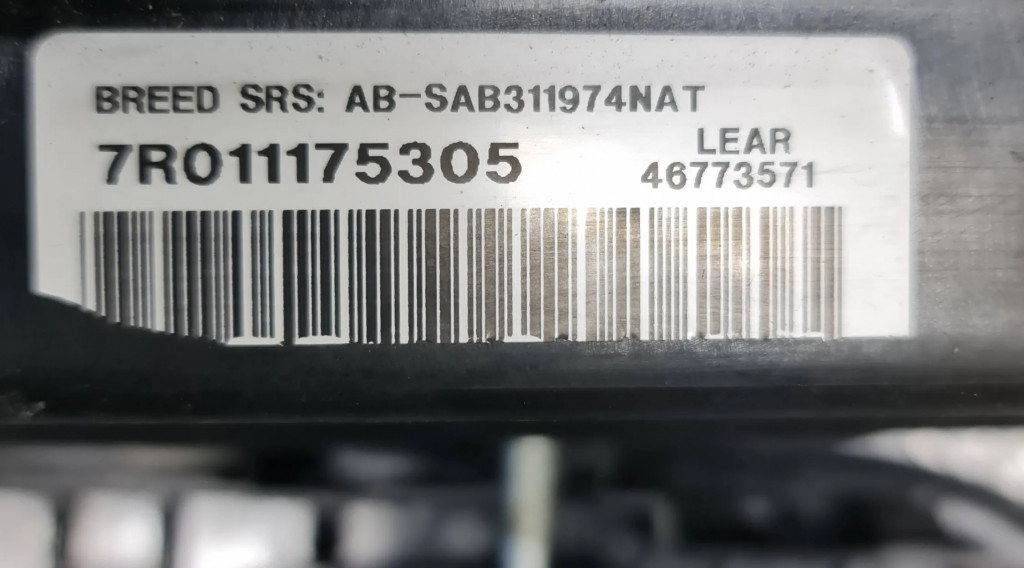 BREED SRS: AB-SAB311974NAT
7R011175305
LEAR
46773571